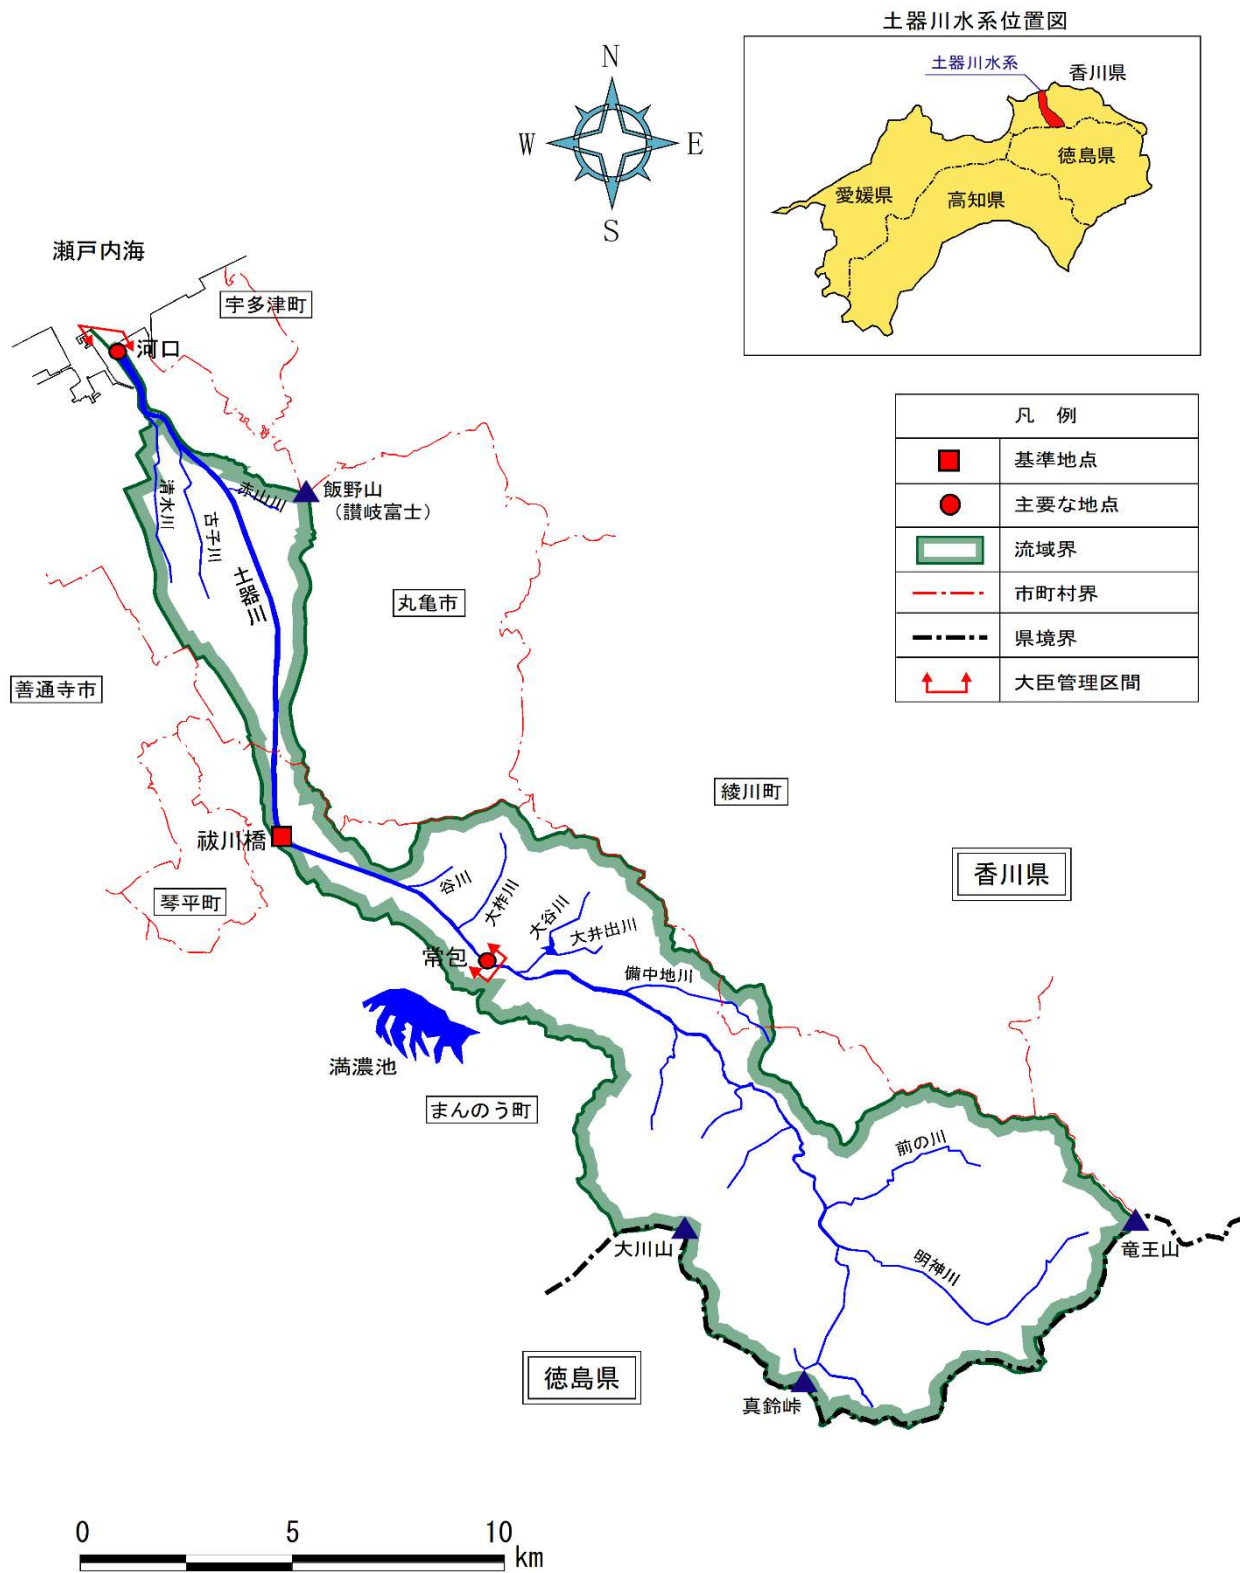 土器川水系位置図
土器川水系
香川県
徳島県
愛媛県
高知県
N
W
E
S
瀬戸内海
宇多津町
河口
凡 例
基準地点
主要な地点
流域界
市町村界
県境界
大臣管理区間
飯野山
(讃岐富士)
赤山川
清水川
古子川
土器川
丸亀市
善通寺市
綾川町
祓川橋
香川県
琴平町
谷川
大柞川
大谷川
大井出川
常包
備中地川
満濃池
まんのう町
前の川
大川山
竜王山
明神川
徳島県
真鈴峠
0 5 10
km